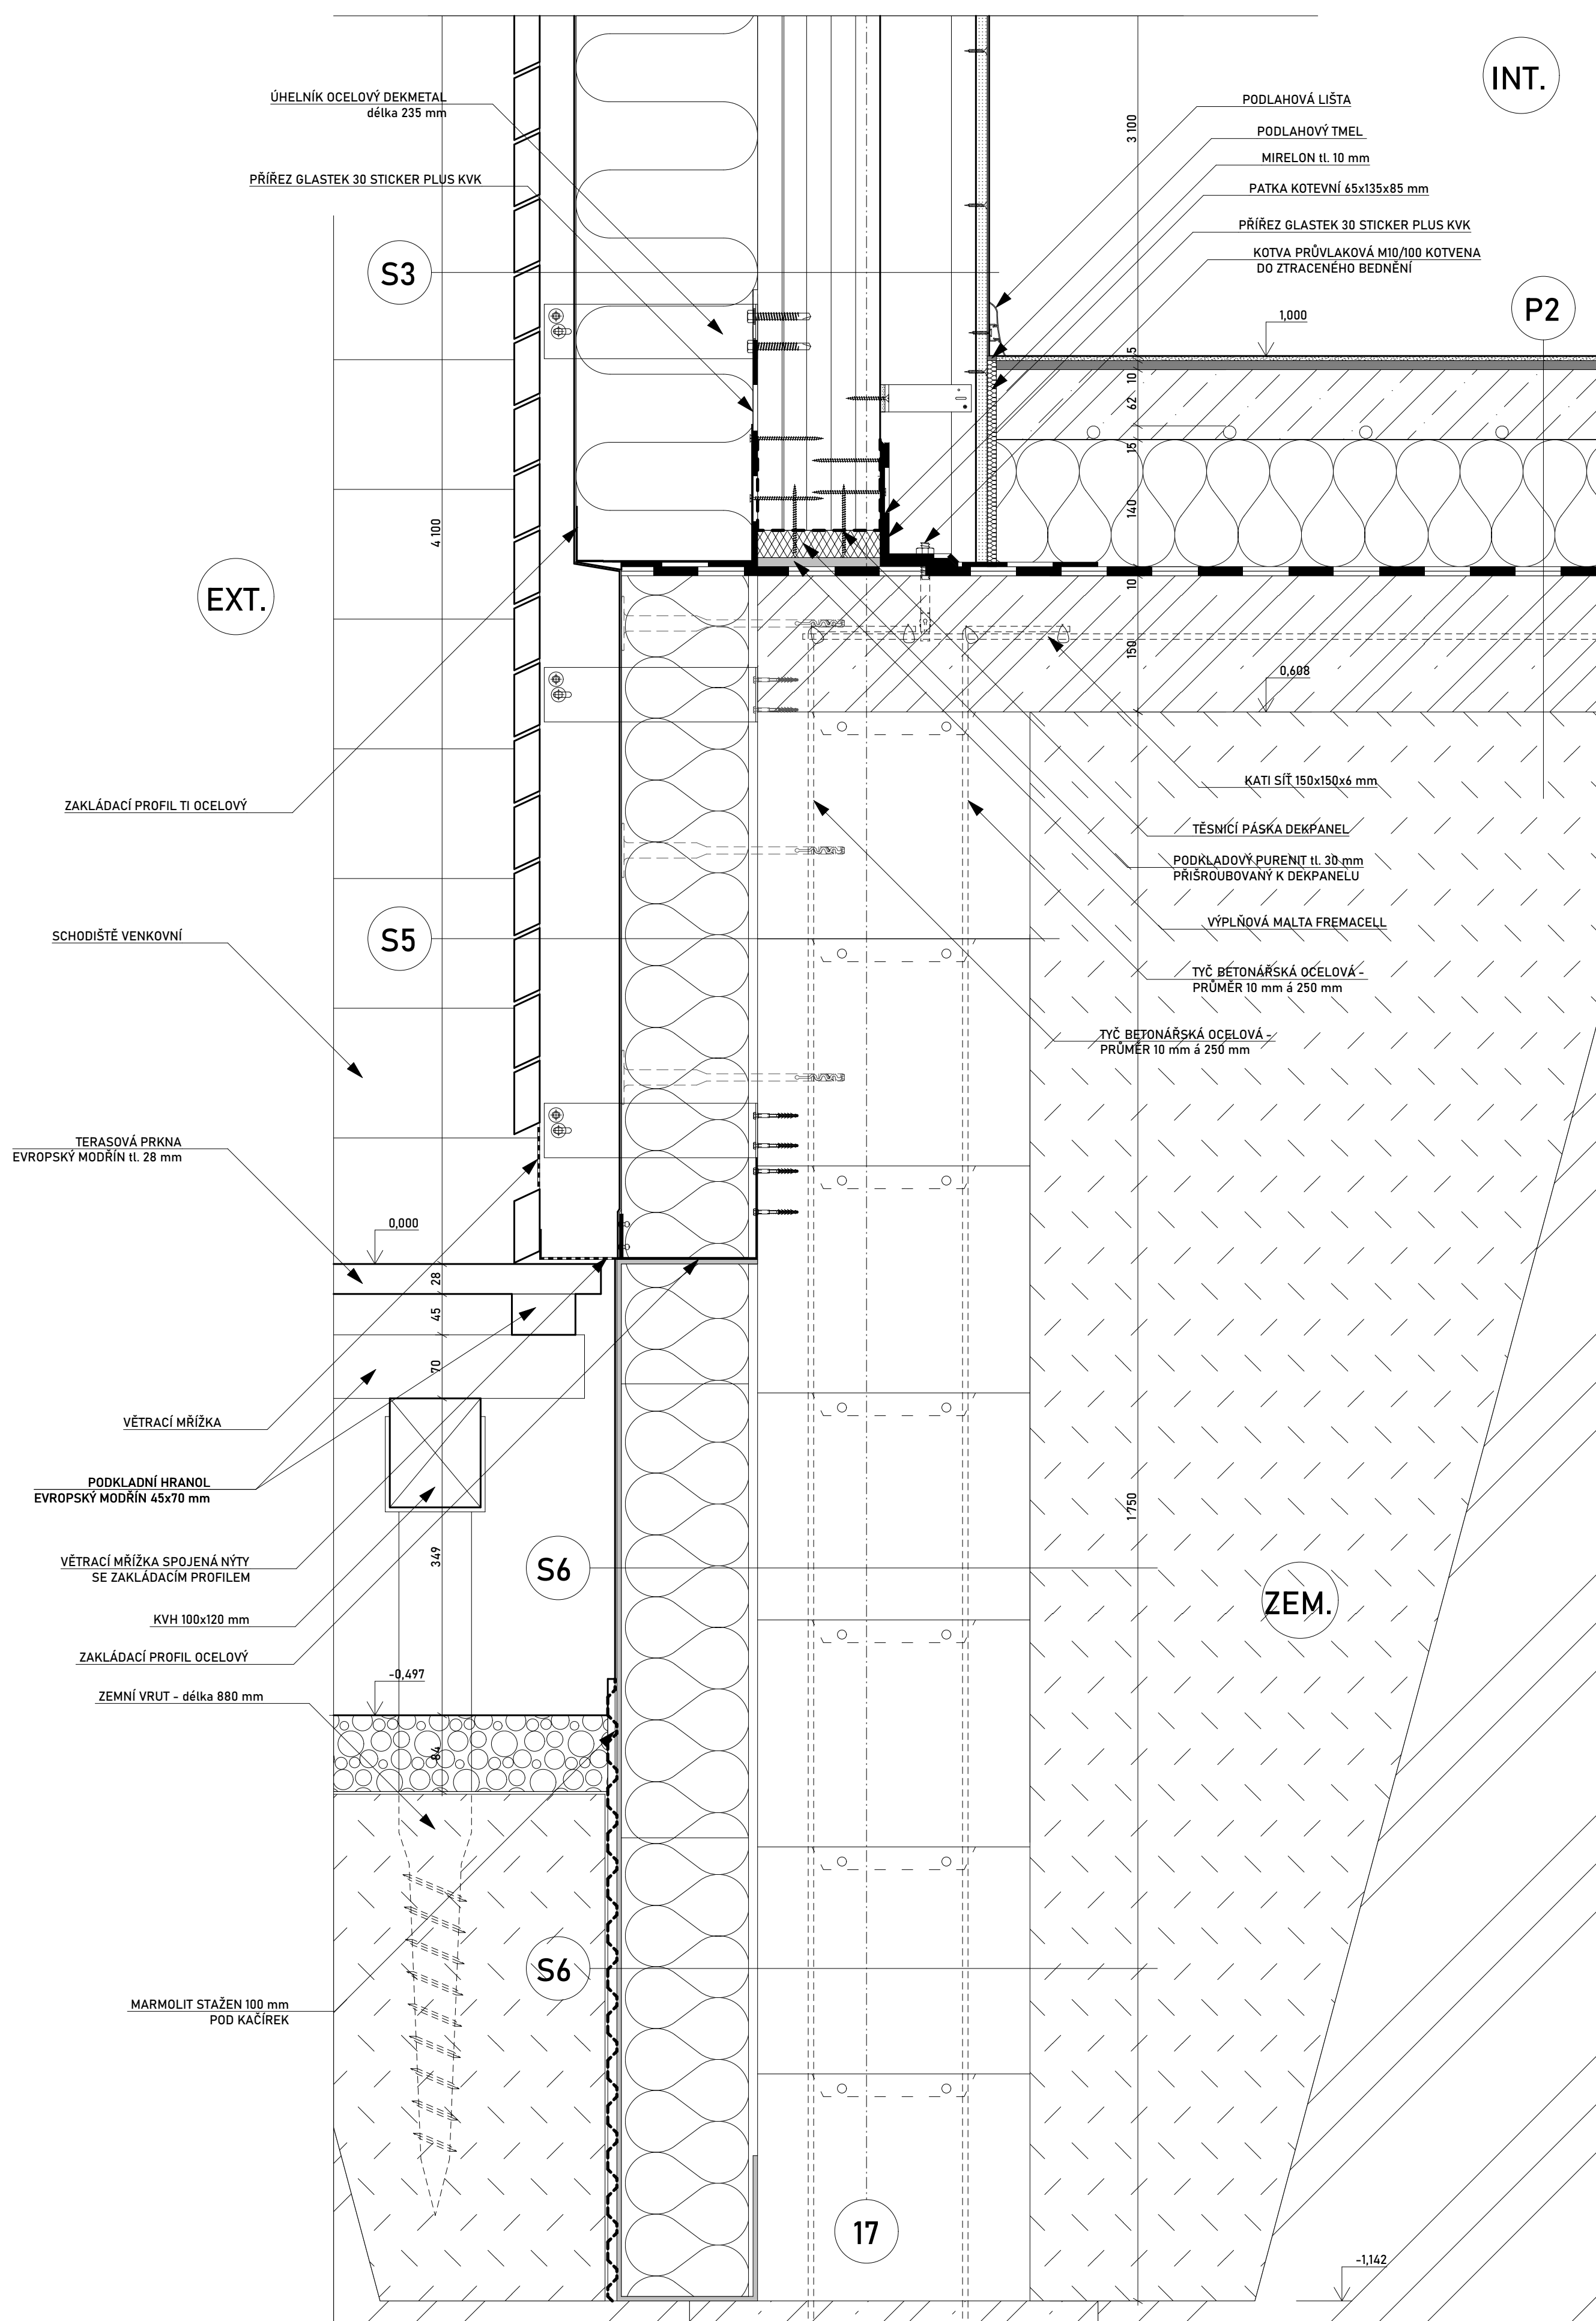 INT.
ÚHELNÍK OCELOVÝ DEKMETAL
délka 235 mm
PŘÍŘEZ GLASTEK 30 STICKER PLUS KVK
S3
PODLAHOVÁ LIŠTA
PODLAHOVÝ TMEL
MIRELON tl. 10 mm
PATKA KOTEVNÍ 65x135x85 mm
PŘÍŘEZ GLASTEK 30 STICKER PLUS KVK
KOTVA PRŮVLAKOVÁ M10/100 KOTVENA
DO ZTRACENÉHO BEDNĚNÍ
P2
3 100
1,000
5
10
62
15
140
10
150
4 100
EXT.
0,608
KATI SÍŤ 150x150x6 mm
TĚSNICÍ PÁSKA DEKPANEL
PODKLADOVÝ PURENIT tl. 30 mm
PŘIŠROUBOVANÝ K DEKPANELU
VÝPLŇOVÁ MALTA FREMACELL
TYČ BETONÁŘSKÁ OCELOVÁ -
PRŮMĚR 10 mm á 250 mm
TYČ BETONÁŘSKÁ OCELOVÁ -
PRŮMĚR 10 mm á 250 mm
ZAKLÁDACÍ PROFIL TI OCELOVÝ
SCHODIŠTĚ VENKOVNÍ
S5
TERASOVÁ PRKNA
EVROPSKÝ MODŘÍN tl. 28 mm
0,000
28
45
70
349
84
1 750
VĚTRACÍ MŘÍŽKA
PODKLADNÍ HRANOL
EVROPSKÝ MODŘÍN 45x70 mm
VĚTRACÍ MŘÍŽKA SPOJENÁ NÝTY
SE ZAKLÁDACÍM PROFILEM
KVH 100x120 mm
ZAKLÁDACÍ PROFIL OCELOVÝ
ZEMNÍ VRUT - délka 880 mm
-0,497
S6
ZEM.
S6
MARMOLIT STAŽEN 100 mm
POD KAČÍREK
17
-1,142